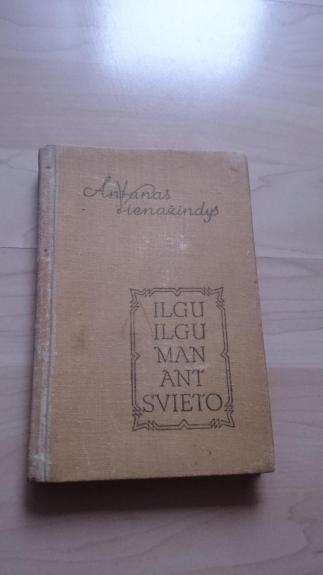 Antanas
Vienažindys
ILGU
ILGU
MAN
ANT
SVIETO